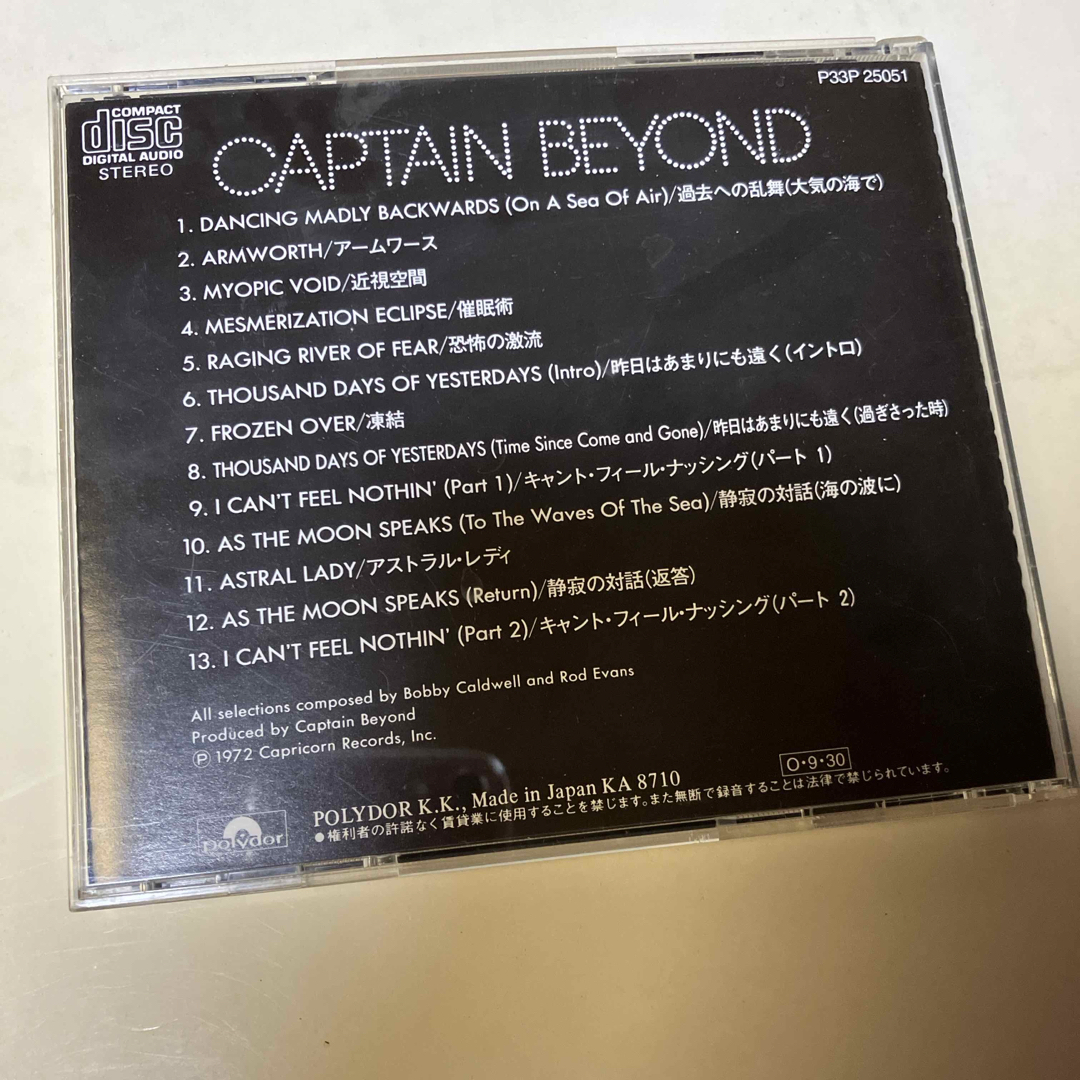 P33P 25051
COMPACT
disc
DIGITAL AUDIO
STEREO
CAPTAIN BEYOND
1. DANCING MADLY BACKWARDS (On A Sea Of Air)/過去への乱舞(大気の海で)
2. ARMWORTH/アームワース
3. MYOPIC VOID/近視空間
4. MESMERIZATION ECLIPSE/催眠術
5. RAGING RIVER OF FEAR/恐怖の激流
6. THOUSAND DAYS OF YESTERDAYS (Intro)/昨日はあまりにも遠く(イントロ)
7. FROZEN OVER/凍結
8. THOUSAND DAYS OF YESTERDAYS (Time Since Come and Gone)/昨日はあまりにも遠く(過ぎさった時)
9. I CAN'T FEEL NOTHIN' (Part 1)/キャント・フィール・ナッシング(パート 1)
10. AS THE MOON SPEAKS (To The Waves Of The Sea)/静寂の対話(海の波に)
11. ASTRAL LADY/アストラル・レディ
12. AS THE MOON SPEAKS (Return)/静寂の対話(返答)
13. I CAN'T FEEL NOTHIN' (Part 2)/キャント・フィール・ナッシング(パート 2)
All selections composed by Bobby Caldwell and Rod Evans
Produced by Captain Beyond
Ⓟ 1972 Capricorn Records, Inc.
O・9・30
polydor
POLYDOR K.K., Made in Japan KA 8710
●権利者の許諾なく賃貸業に使用することを禁じます。また無断で録音することは法律で禁じられています。